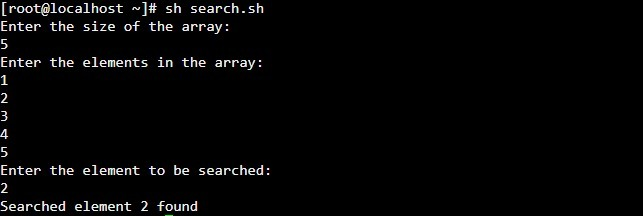 [root@localhost ~]# sh search.sh
Enter the size of the array:
5
Enter the elements in the array:
1
2
3
4
5
Enter the element to be searched:
2
Searched element 2 found